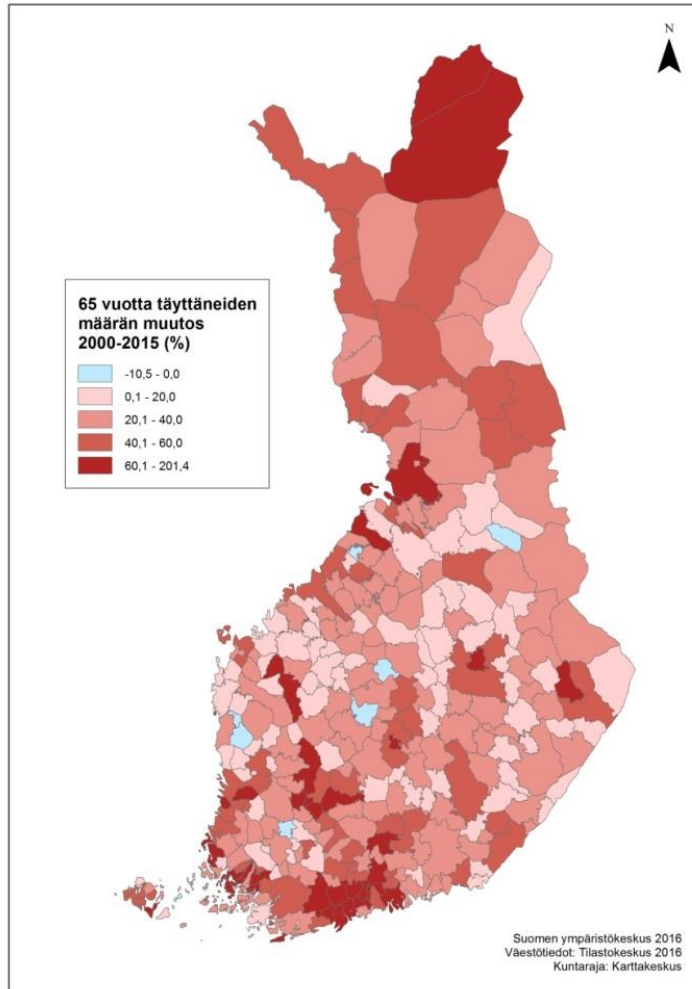 N
65 vuotta täyttäneiden
määrän muutos
2000-2015 (%)
-10,5 - 0,0
0,1 - 20,0
20,1 - 40,0
40,1 - 60,0
60,1 - 201,4
Suomen ympäristökeskus 2016
Väestötiedot: Tilastokeskus 2016
Kuntaraja: Karttakeskus